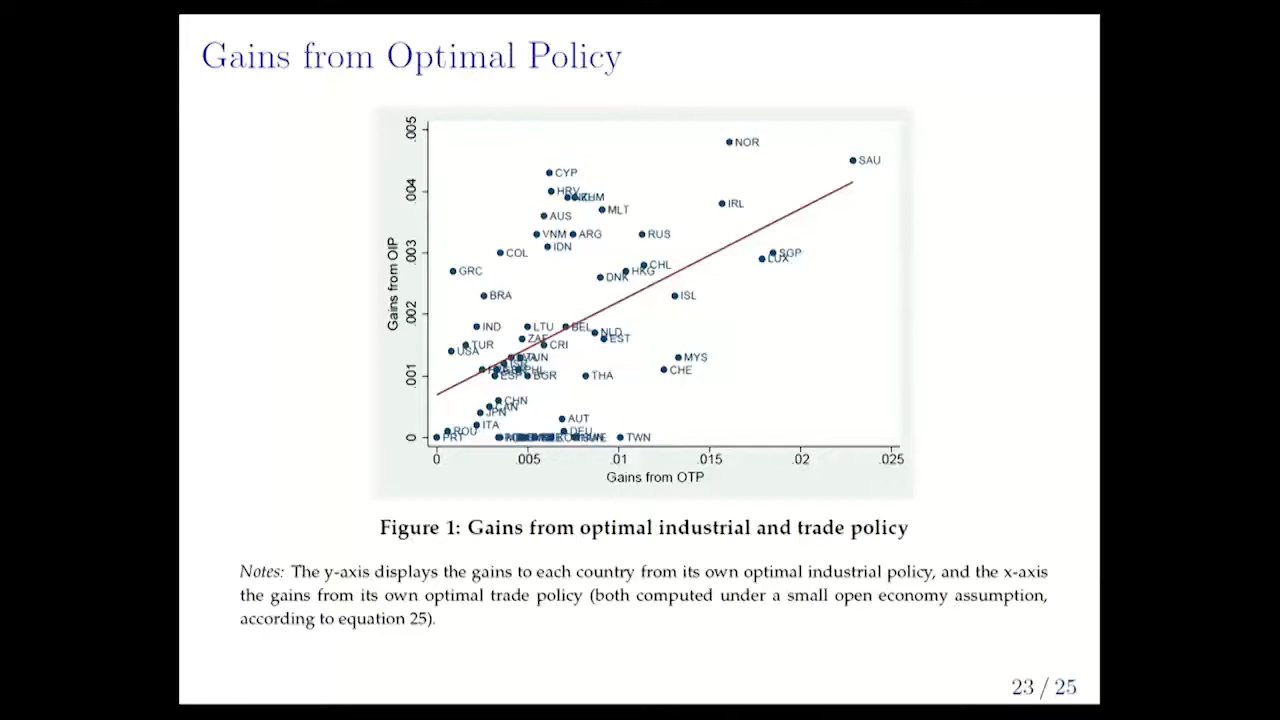 Gains from Optimal Policy
.005
.004
.003
.002
.001
0
Gains from OIP
NOR
SAU
CYP
HRV
MLT
IRL
AUS
VNM
ARG
RUS
IDN
COL
SGP
LUX
CHL
GRC
HKG
DNK
BRA
ISL
IND
LTU
BEL
NLD
ZAF
EST
TUR
CRI
USA
MYS
CHE
ESP
BGR
THA
CHN
CAN
JPN
ITA
AUT
ROU
DEU
PRT
TWN
0
.005
.01
.015
.02
.025
Gains from OTP
Figure 1: Gains from optimal industrial and trade policy
Notes: The y-axis displays the gains to each country from its own optimal industrial policy, and the x-axis
the gains from its own optimal trade policy (both computed under a small open economy assumption,
according to equation 25).
23 / 25